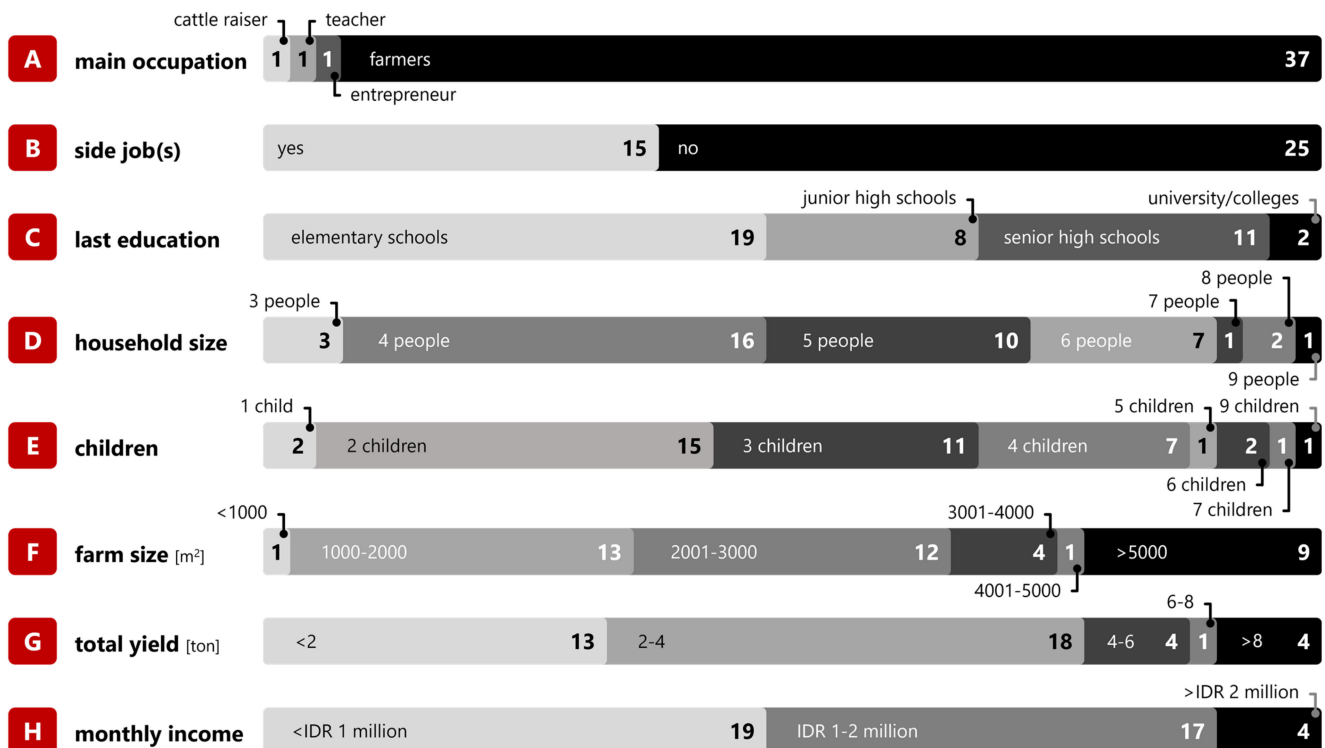 cattle raiser teacher
A main occupation 1 1 1 farmers 37
entrepreneur
B side job(s) yes 15 no 25
junior high schools university/colleges
C last education elementary schools 19 8 senior high schools 11 2
8 people
3 people 7 people
D household size 3 4 people 16 5 people 10 6 people 7 1 2 1
9 people
1 child 5 children 9 children
E children 2 2 children 15 3 children 11 4 children 7 1 2 1 1
6 children
7 children
<1000 3001-4000
F farm size [m²] 1 1000-2000 13 2001-3000 12 4 1 >5000 9
4001-5000
6-8
G total yield [ton] <2 13 2-4 18 4-6 4 1 >8 4
>IDR 2 million
H monthly income <IDR 1 million 19 IDR 1-2 million 17 4